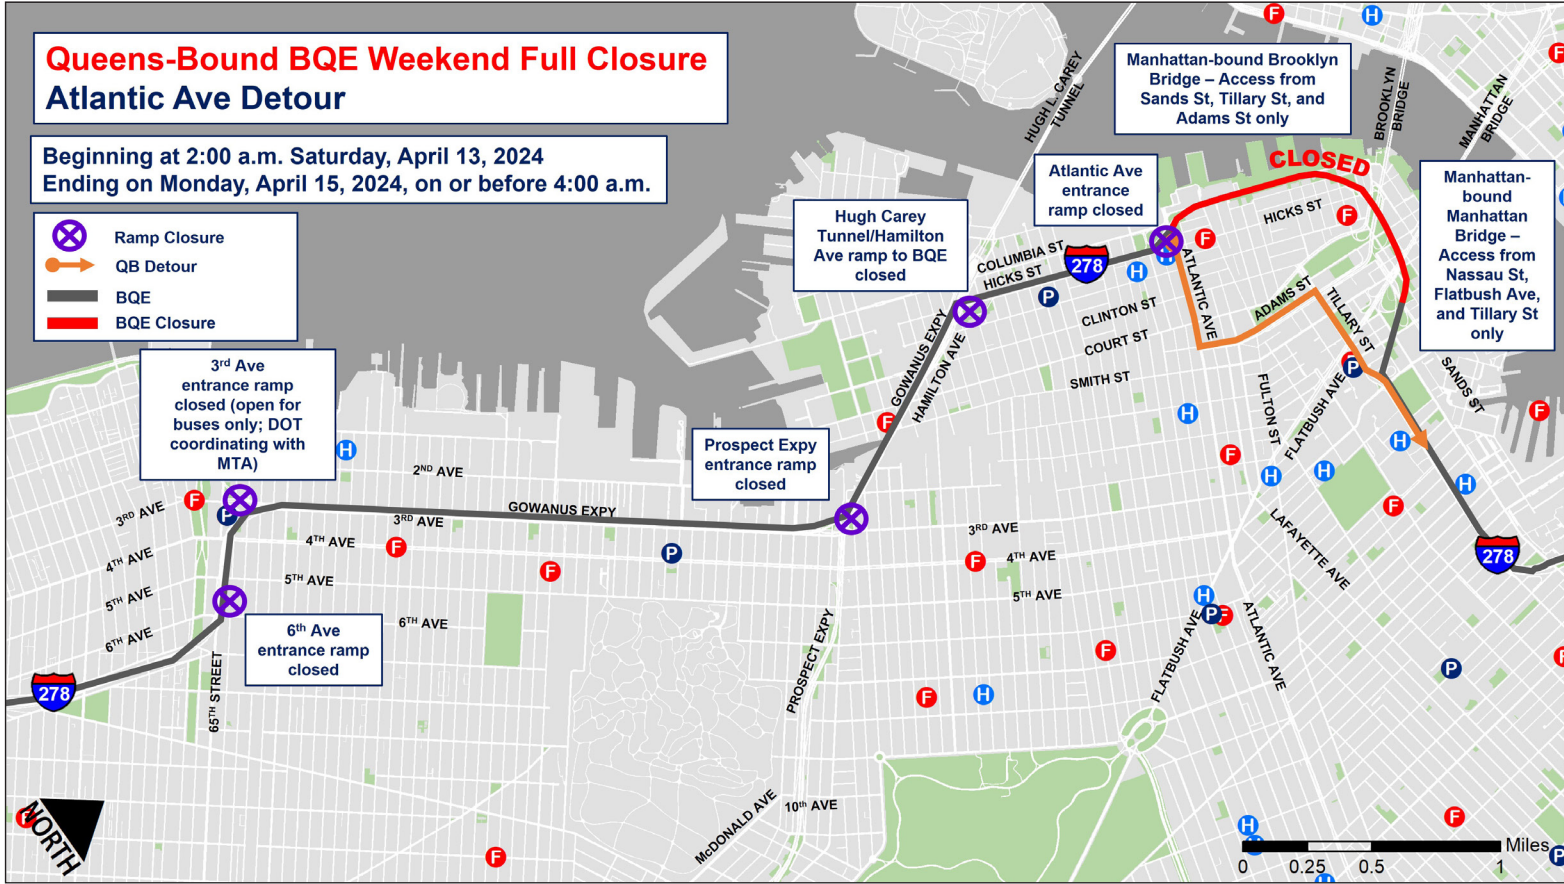 Queens-Bound BQE Weekend Full Closure
Atlantic Ave Detour
Beginning at 2:00 a.m. Saturday, April 13, 2024
Ending on Monday, April 15, 2024, on or before 4:00 a.m.
Ramp Closure
QB Detour
BQE
BQE Closure
Manhattan-bound Brooklyn
Bridge – Access from
Sands St, Tillary St, and
Adams St only
Manhattan-
bound
Manhattan
Bridge –
Access from
Nassau St,
Flatbush Ave,
and Tillary St
only
Atlantic Ave
entrance
ramp closed
Hugh Carey
Tunnel/Hamilton
Ave ramp to BQE
closed
3rd Ave
entrance ramp
closed (open for
buses only; DOT
coordinating with
MTA)
Prospect Expy
entrance ramp
closed
6th Ave
entrance ramp
closed
HUGH L. CAREY
TUNNEL
BROOKLYN
BRIDGE
MANHATTAN
BRIDGE
CLOSED
HICKS ST
COLUMBIA ST
HICKS ST
278
CLINTON ST
COURT ST
SMITH ST
ATLANTIC AVE
ADAMS ST
TILLARY ST
SANDS ST
FULTON ST
FLATBUSH AVE
LAFAYETTE AVE
GOWANUS EXPY
HAMILTON AVE
2ND AVE
GOWANUS EXPY
3RD AVE
3RD AVE
3RD AVE
4TH AVE
4TH AVE
4TH AVE
5TH AVE
5TH AVE
5TH AVE
6TH AVE
6TH AVE
65TH STREET
278
278
PROSPECT EXPY
FLATBUSH AVE
ATLANTIC AVE
McDONALD AVE
10th AVE
NORTH
Miles
0 0.25 0.5 1
F
H
F
F
F
H
H
P
F
H
F
P
H
F
H
H
H
H
F
F
F
P
F
F
P
F
H
P
F
F
F
H
P
F
F
F
F
H
H
P
H